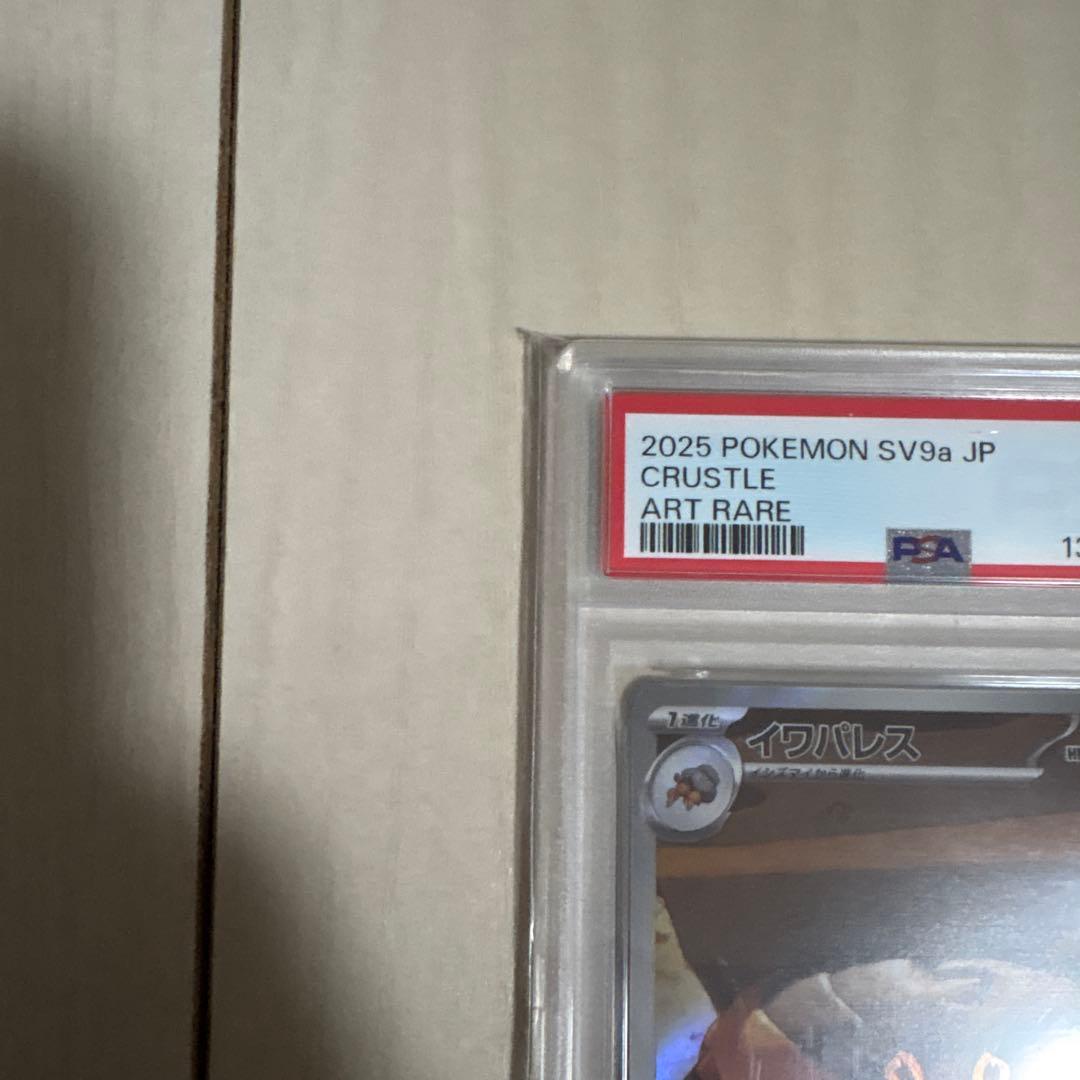 2025 POKEMON SV9a JP
CRUSTLE
ART RARE
PSA
13
1進化
イワパレス
イシズマイから進化